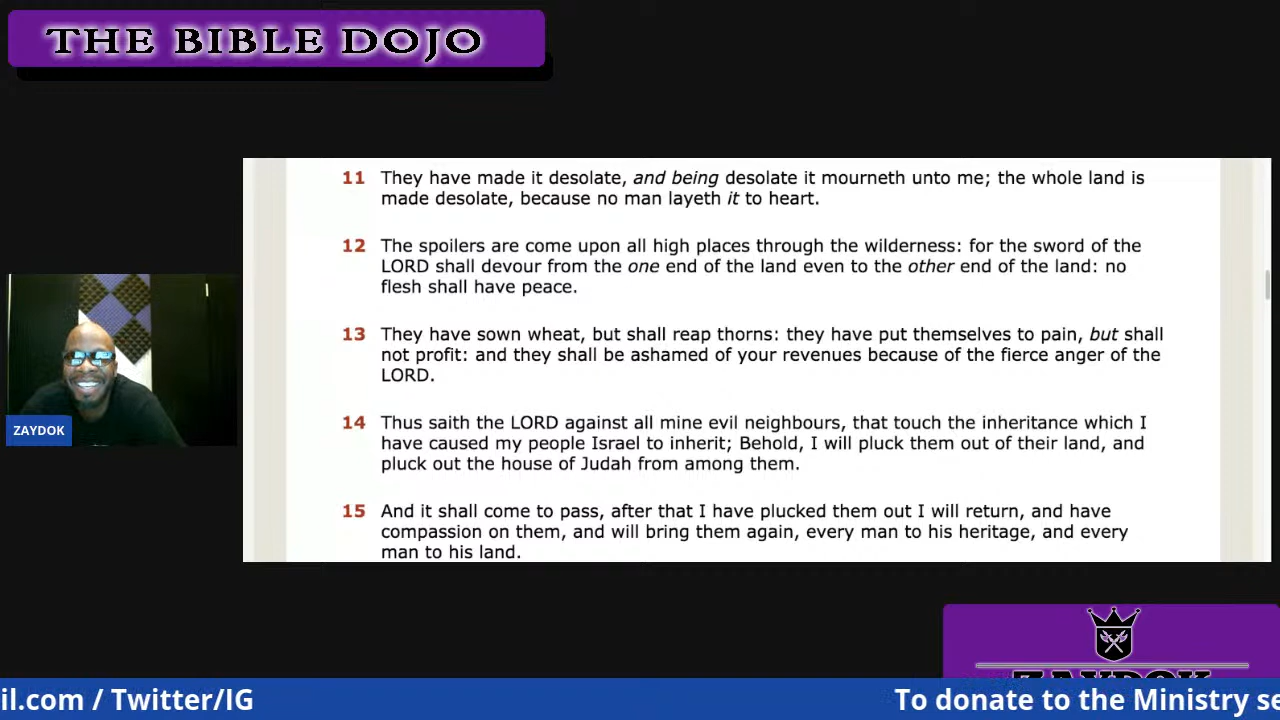 THE BIBLE DOJO
11 They have made it desolate, and being desolate it mourneth unto me; the whole land is
made desolate, because no man layeth it to heart.
12 The spoilers are come upon all high places through the wilderness: for the sword of the
LORD shall devour from the one end of the land even to the other end of the land: no
flesh shall have peace.
13 They have sown wheat, but shall reap thorns: they have put themselves to pain, but shall
not profit: and they shall be ashamed of your revenues because of the fierce anger of the
LORD.
14 Thus saith the LORD against all mine evil neighbours, that touch the inheritance which I
have caused my people Israel to inherit; Behold, I will pluck them out of their land, and
pluck out the house of Judah from among them.
15 And it shall come to pass, after that I have plucked them out I will return, and have
compassion on them, and will bring them again, every man to his heritage, and every
man to his land.
ZAYDOK
ZAYDOK
il.com / Twitter/IG
To donate to the Ministry se